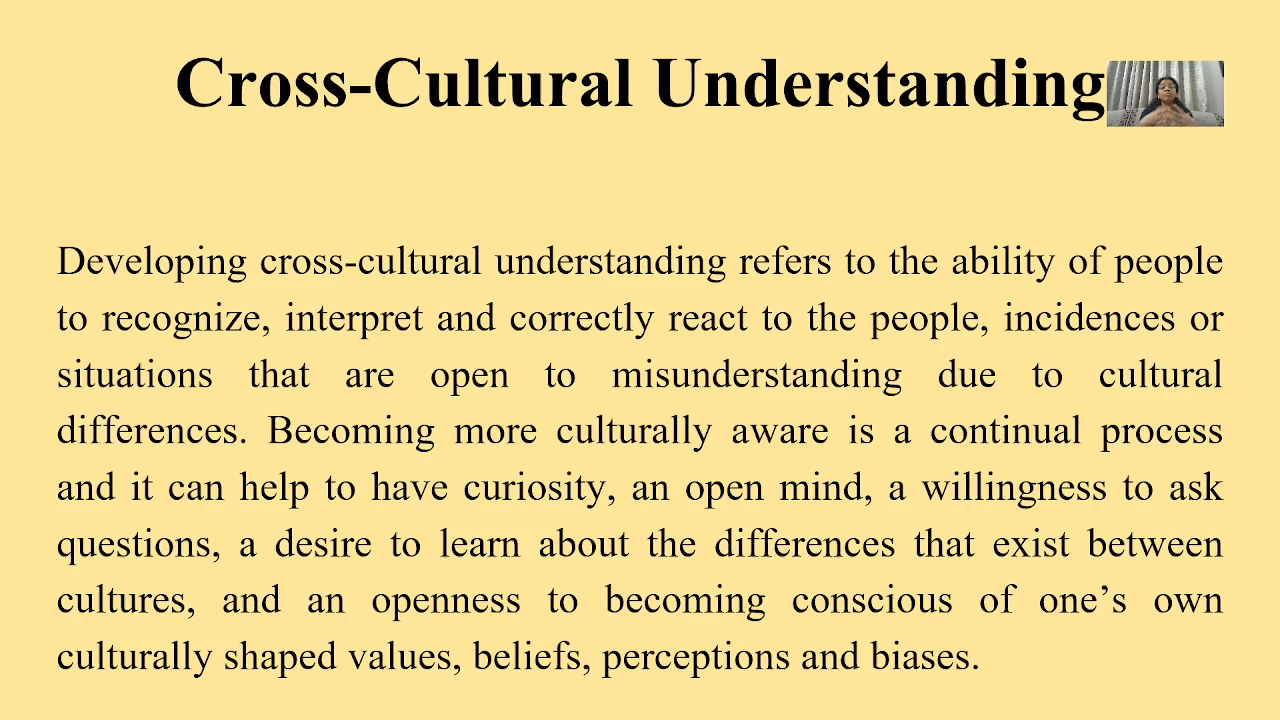 Cross-Cultural Understanding
Developing cross-cultural understanding refers to the ability of people
to recognize, interpret and correctly react to the people, incidences or
situations that are open to misunderstanding due to cultural
differences. Becoming more culturally aware is a continual process
and it can help to have curiosity, an open mind, a willingness to ask
questions, a desire to learn about the differences that exist between
cultures, and an openness to becoming conscious of one’s own
culturally shaped values, beliefs, perceptions and biases.